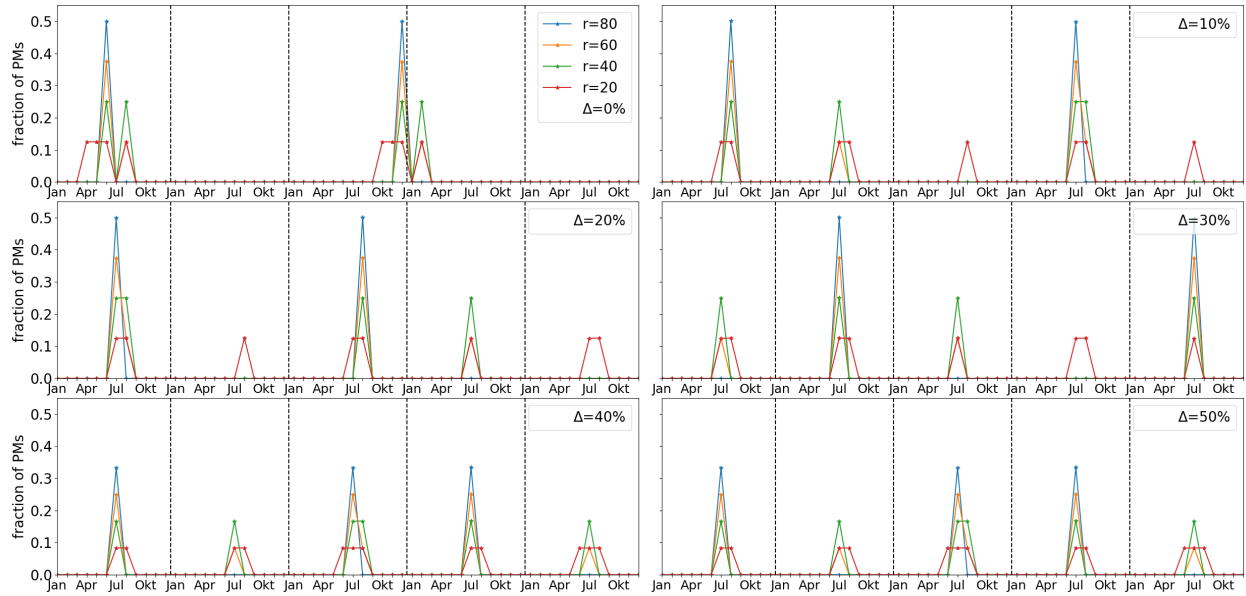 0.5
0.4
0.3
0.2
0.1
0.0
fraction of PMs
r=80
r=60
r=40
r=20
Δ=0%
Jan Apr Jul Okt Jan Apr Jul Okt Jan Apr Jul Okt Jan Apr Jul Okt Jan Apr Jul Okt
Δ=10%
Jan Apr Jul Okt Jan Apr Jul Okt Jan Apr Jul Okt Jan Apr Jul Okt Jan Apr Jul Okt
0.5
0.4
0.3
0.2
0.1
0.0
fraction of PMs
Δ=20%
Jan Apr Jul Okt Jan Apr Jul Okt Jan Apr Jul Okt Jan Apr Jul Okt Jan Apr Jul Okt
Δ=30%
Jan Apr Jul Okt Jan Apr Jul Okt Jan Apr Jul Okt Jan Apr Jul Okt Jan Apr Jul Okt
0.5
0.4
0.3
0.2
0.1
0.0
fraction of PMs
Δ=40%
Jan Apr Jul Okt Jan Apr Jul Okt Jan Apr Jul Okt Jan Apr Jul Okt Jan Apr Jul Okt
Δ=50%
Jan Apr Jul Okt Jan Apr Jul Okt Jan Apr Jul Okt Jan Apr Jul Okt Jan Apr Jul Okt